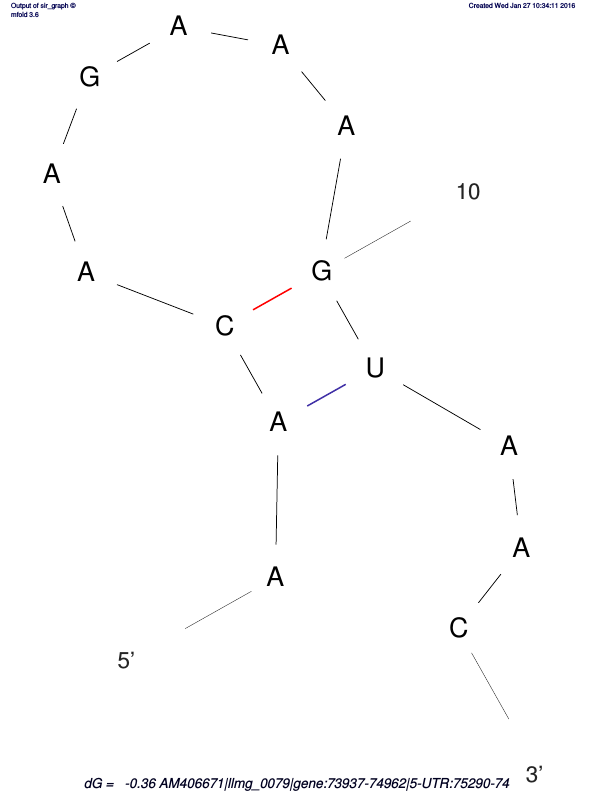 Output of sir_graph ©
mfold 3.6
Created Wed Jan 27 10:34:11 2016
A
A
G
A
A
10
A
G
C
U
A
A
A
A
C
5’
3’
dG = -0.36 AM406671|llmg_0079|gene:73937-74962|5-UTR:75290-74